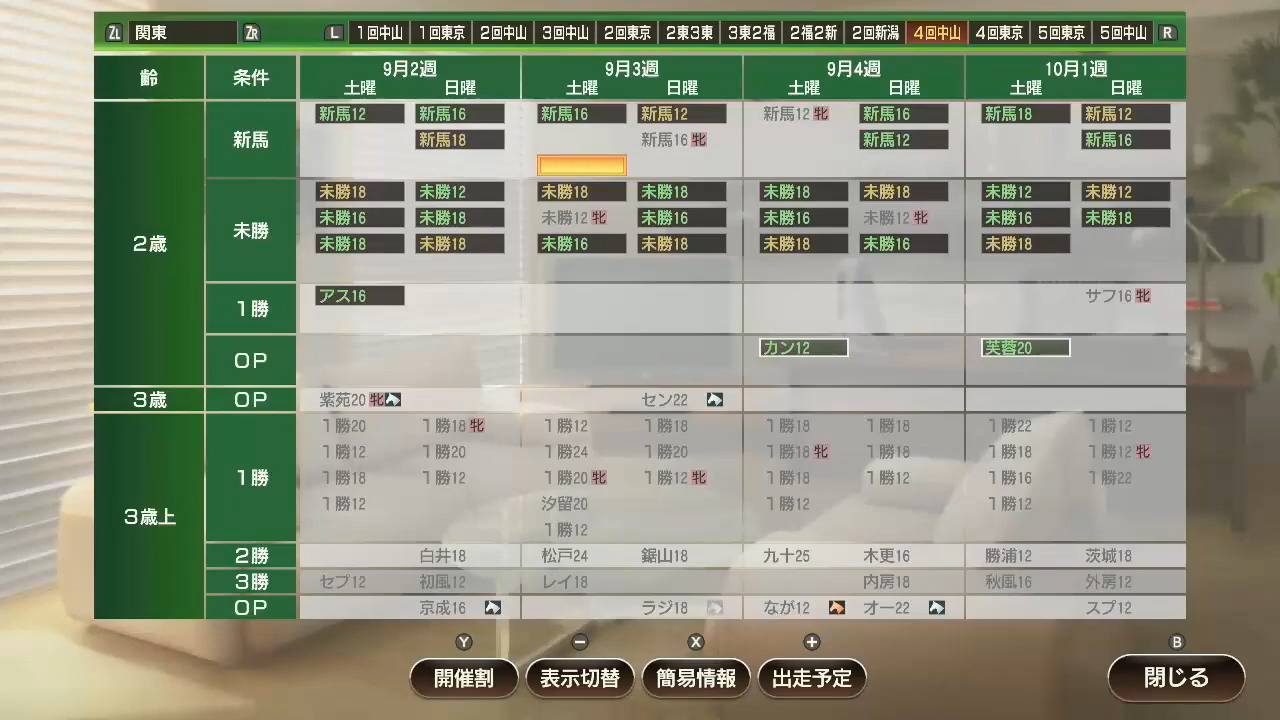 ZL 関東 ZR L 1回中山 1回東京 2回中山 3回中山 2回東京 2東3東 3東2福 2福2新 2回新潟 4回中山 4回東京 5回東京 5回中山 R
齢 条件 9月2週 9月3週 9月4週 10月1週
土曜 日曜 土曜 日曜 土曜 日曜 土曜 日曜
2歳
新馬
新馬12 新馬16 新馬16 新馬12 新馬12 牝 新馬16 新馬18 新馬12
新馬18 新馬16 牝 新馬12 新馬16
未勝
未勝18 未勝12 未勝18 未勝18 未勝18 未勝18 未勝12 未勝12
未勝16 未勝18 未勝12 牝 未勝16 未勝16 未勝12 牝 未勝16 未勝18
未勝18 未勝18 未勝16 未勝18 未勝18 未勝16 未勝18
1勝
アス16 サフ16 牝
OP
カン12 芙蓉20
3歳 OP 紫苑20 牝 セン22
3歳上
1勝
1勝20 1勝18 牝 1勝12 1勝18 1勝18 1勝18 1勝22 1勝12
1勝12 1勝20 1勝24 1勝20 1勝18 牝 1勝18 1勝18 1勝12 牝
1勝18 1勝12 1勝20 牝 1勝12 牝 1勝18 1勝12 1勝16 1勝22
1勝12 汐留20 1勝12 1勝12
1勝12
2勝 白井18 松戸24 鋸山18 九十25 木更16 勝浦12 茨城18
3勝 セプ12 初風12 レイ18 内房18 秋風16 外房12
OP 京成16 ラジ18 なが12 オー22 スプ12
Y − X + B
開催割 表示切替 簡易情報 出走予定 閉じる